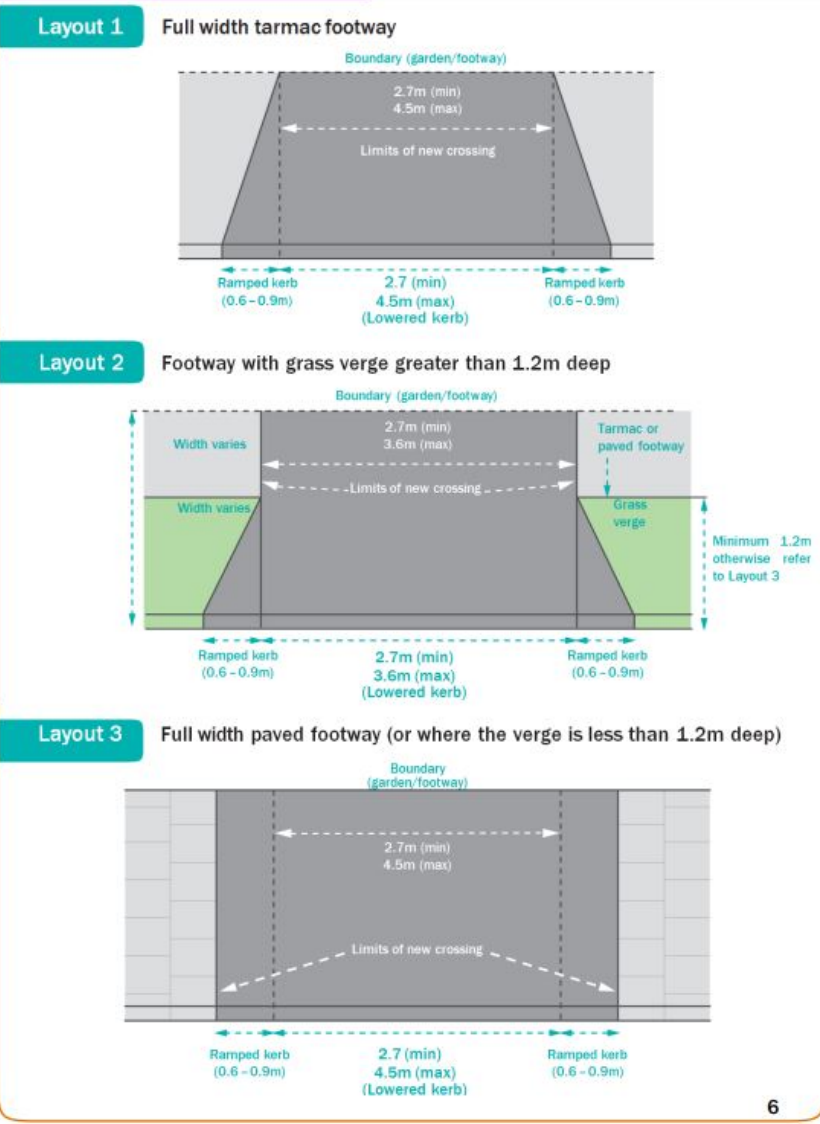 Layout 1
Full width tarmac footway
Boundary (garden/footway)
2.7m (min)
4.5m (max)
Limits of new crossing
Ramped kerb
(0.6 – 0.9m)
2.7 (min)
4.5m (max)
(Lowered kerb)
Ramped kerb
(0.6 – 0.9m)
Layout 2
Footway with grass verge greater than 1.2m deep
Boundary (garden/footway)
Width varies
2.7m (min)
3.6m (max)
Tarmac or
paved footway
Limits of new crossing
Width varies
Grass
verge
Minimum 1.2m
otherwise refer
to Layout 3
Ramped kerb
(0.6 – 0.9m)
2.7m (min)
3.6m (max)
(Lowered kerb)
Ramped kerb
(0.6 – 0.9m)
Layout 3
Full width paved footway (or where the verge is less than 1.2m deep)
Boundary
(garden/footway)
2.7m (min)
4.5m (max)
Limits of new crossing
Ramped kerb
(0.6 – 0.9m)
2.7 (min)
4.5m (max)
(Lowered kerb)
Ramped kerb
(0.6 – 0.9m)
6